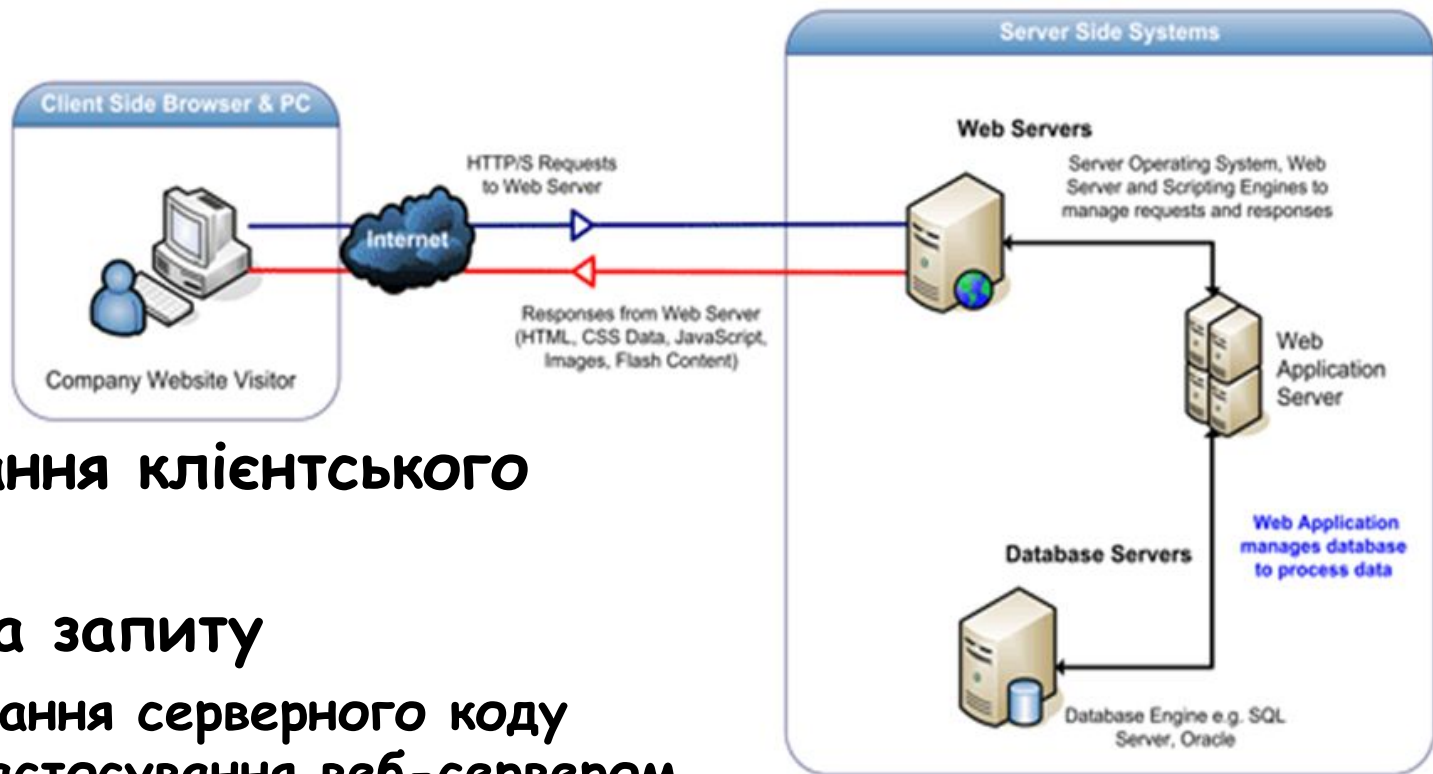 Server Side Systems
Client Side Browser & PC
Web Servers
HTTP/S Requests
to Web Server
Server Operating System, Web
Server and Scripting Engines to
manage requests and responses
Internet
Responses from Web Server
(HTML, CSS Data, JavaScript,
Images, Flash Content)
Company Website Visitor
Web
Application
Server
ання клієнтського
Web Application
manages database
to process data
Database Servers
а запиту
ання серверного коду
Database Engine e.g. SQL
Server, Oracle
астосування веб-сервером